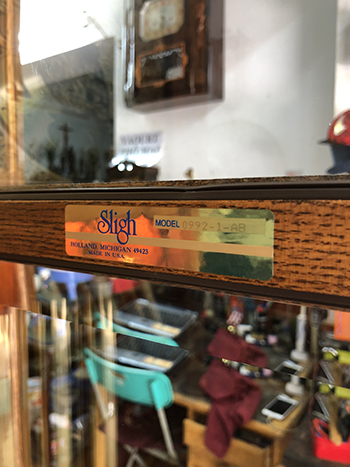 Sligh
MODEL 0992-1-AB
HOLLAND, MICHIGAN 49423
MADE IN U.S.A.